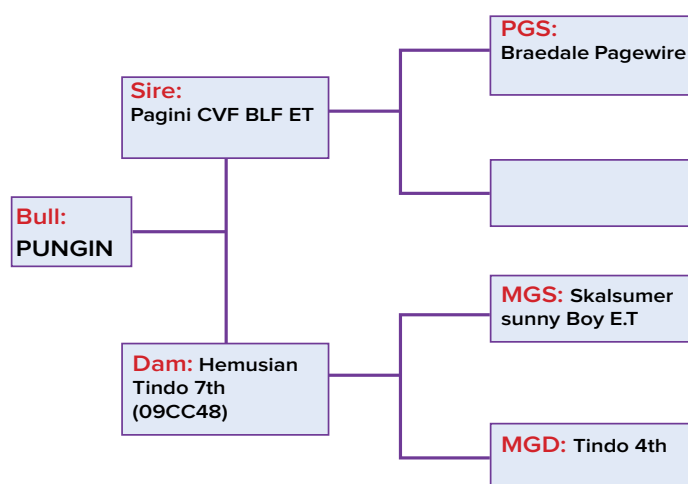 PGS:
Braedale Pagewire
Sire:
Pagini CVF BLF ET
Bull:
PUNGIN
MGS: Skalsumer
sunny Boy E.T
Dam: Hemusian
Tindo 7th
(09CC48)
MGD: Tindo 4th